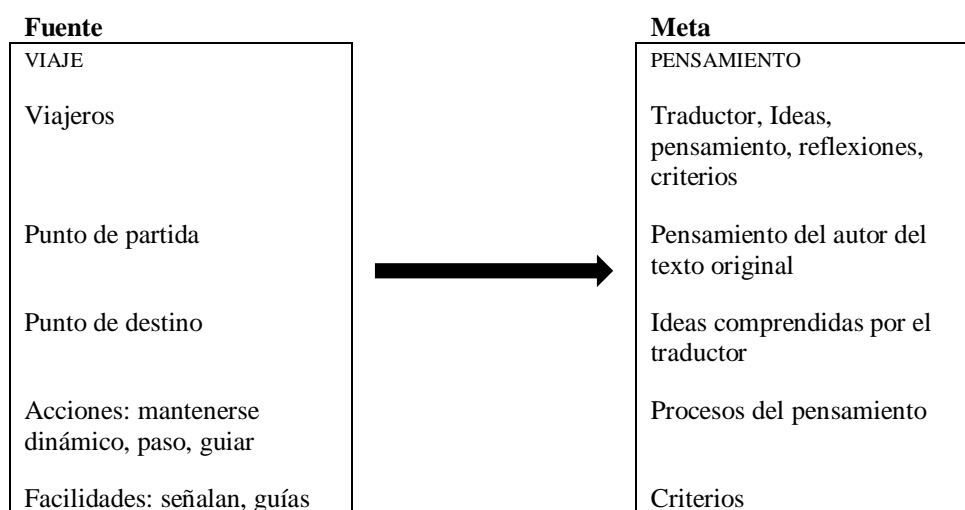 Fuente
VIAJE
Viajeros
Punto de partida
Punto de destino
Acciones: mantenerse
dinámico, paso, guiar
Facilidades: señalan, guías
Meta
PENSAMIENTO
Traductor, Ideas,
pensamiento, reflexiones,
criterios
Pensamiento del autor del
texto original
Ideas comprendidas por el
traductor
Procesos del pensamiento
Criterios